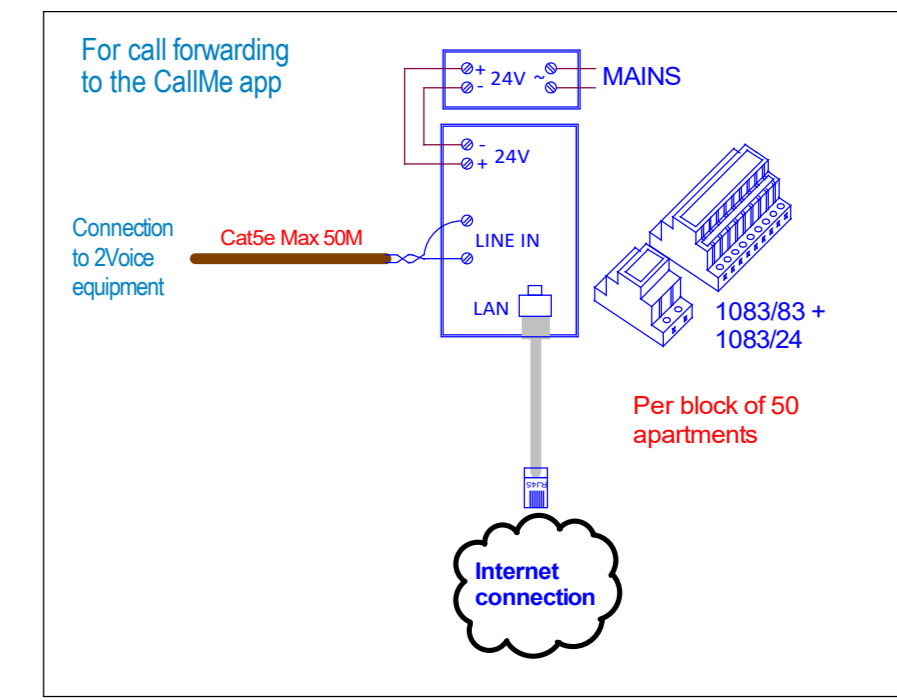 For call forwarding
to the CallMe app
+ 24V ~ MAINS
-
-
+ 24V
Connection
to 2Voice
equipment
Cat5e Max 50M
LINE IN
LAN
1083/83 +
1083/24
Per block of 50
apartments
RJ45
Internet
connection